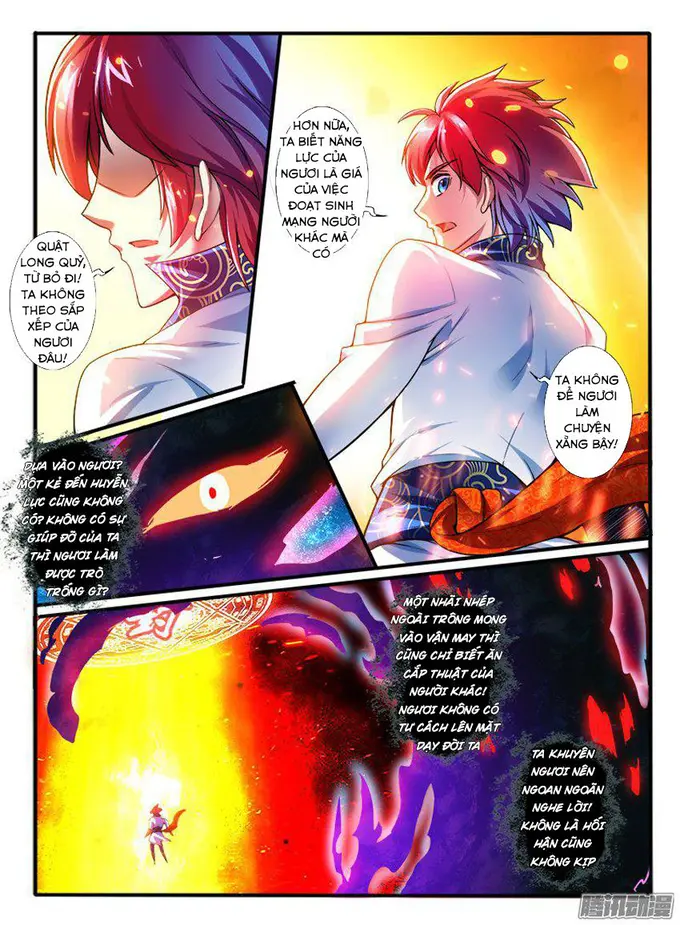 QUẬT
LONG QUỶ,
TỪ BỎ ĐI!
TA KHÔNG
THEO SẮP
XẾP CỦA
NGƯƠI
ĐÂU!
HƠN NỮA,
TA BIẾT NĂNG
LỰC CỦA
NGƯƠI LÀ GIÁ
CỦA VIỆC
ĐOẠT SINH
MẠNG NGƯỜI
KHÁC MÀ
CÓ
TA KHÔNG
ĐỂ NGƯƠI
LÀM
CHUYỆN
XẰNG BẬY!
DỰA VÀO NGƯƠI?
MỘT KẺ ĐẾN HUYỀN
LỰC CŨNG KHÔNG
CÓ? KHÔNG CÓ SỰ
GIÚP ĐỠ CỦA TA
THÌ NGƯƠI LÀM
ĐƯỢC TRÒ
TRỐNG GÌ?
MỘT NHÃI NHÉP
NGOÀI TRÔNG MONG
VÀO VẬN MAY THÌ
CŨNG CHỈ BIẾT ĂN
CẮP THUẬT CỦA
NGƯỜI KHÁC!
NGƯƠI KHÔNG CÓ
TƯ CÁCH LÊN MẶT
DẠY ĐỜI TA
TA KHUYÊN
NGƯƠI NÊN
NGOAN NGOÃN
NGHE LỜI!
KHÔNG LÀ HỐI
HẬN CŨNG
KHÔNG KỊP
腾讯动漫